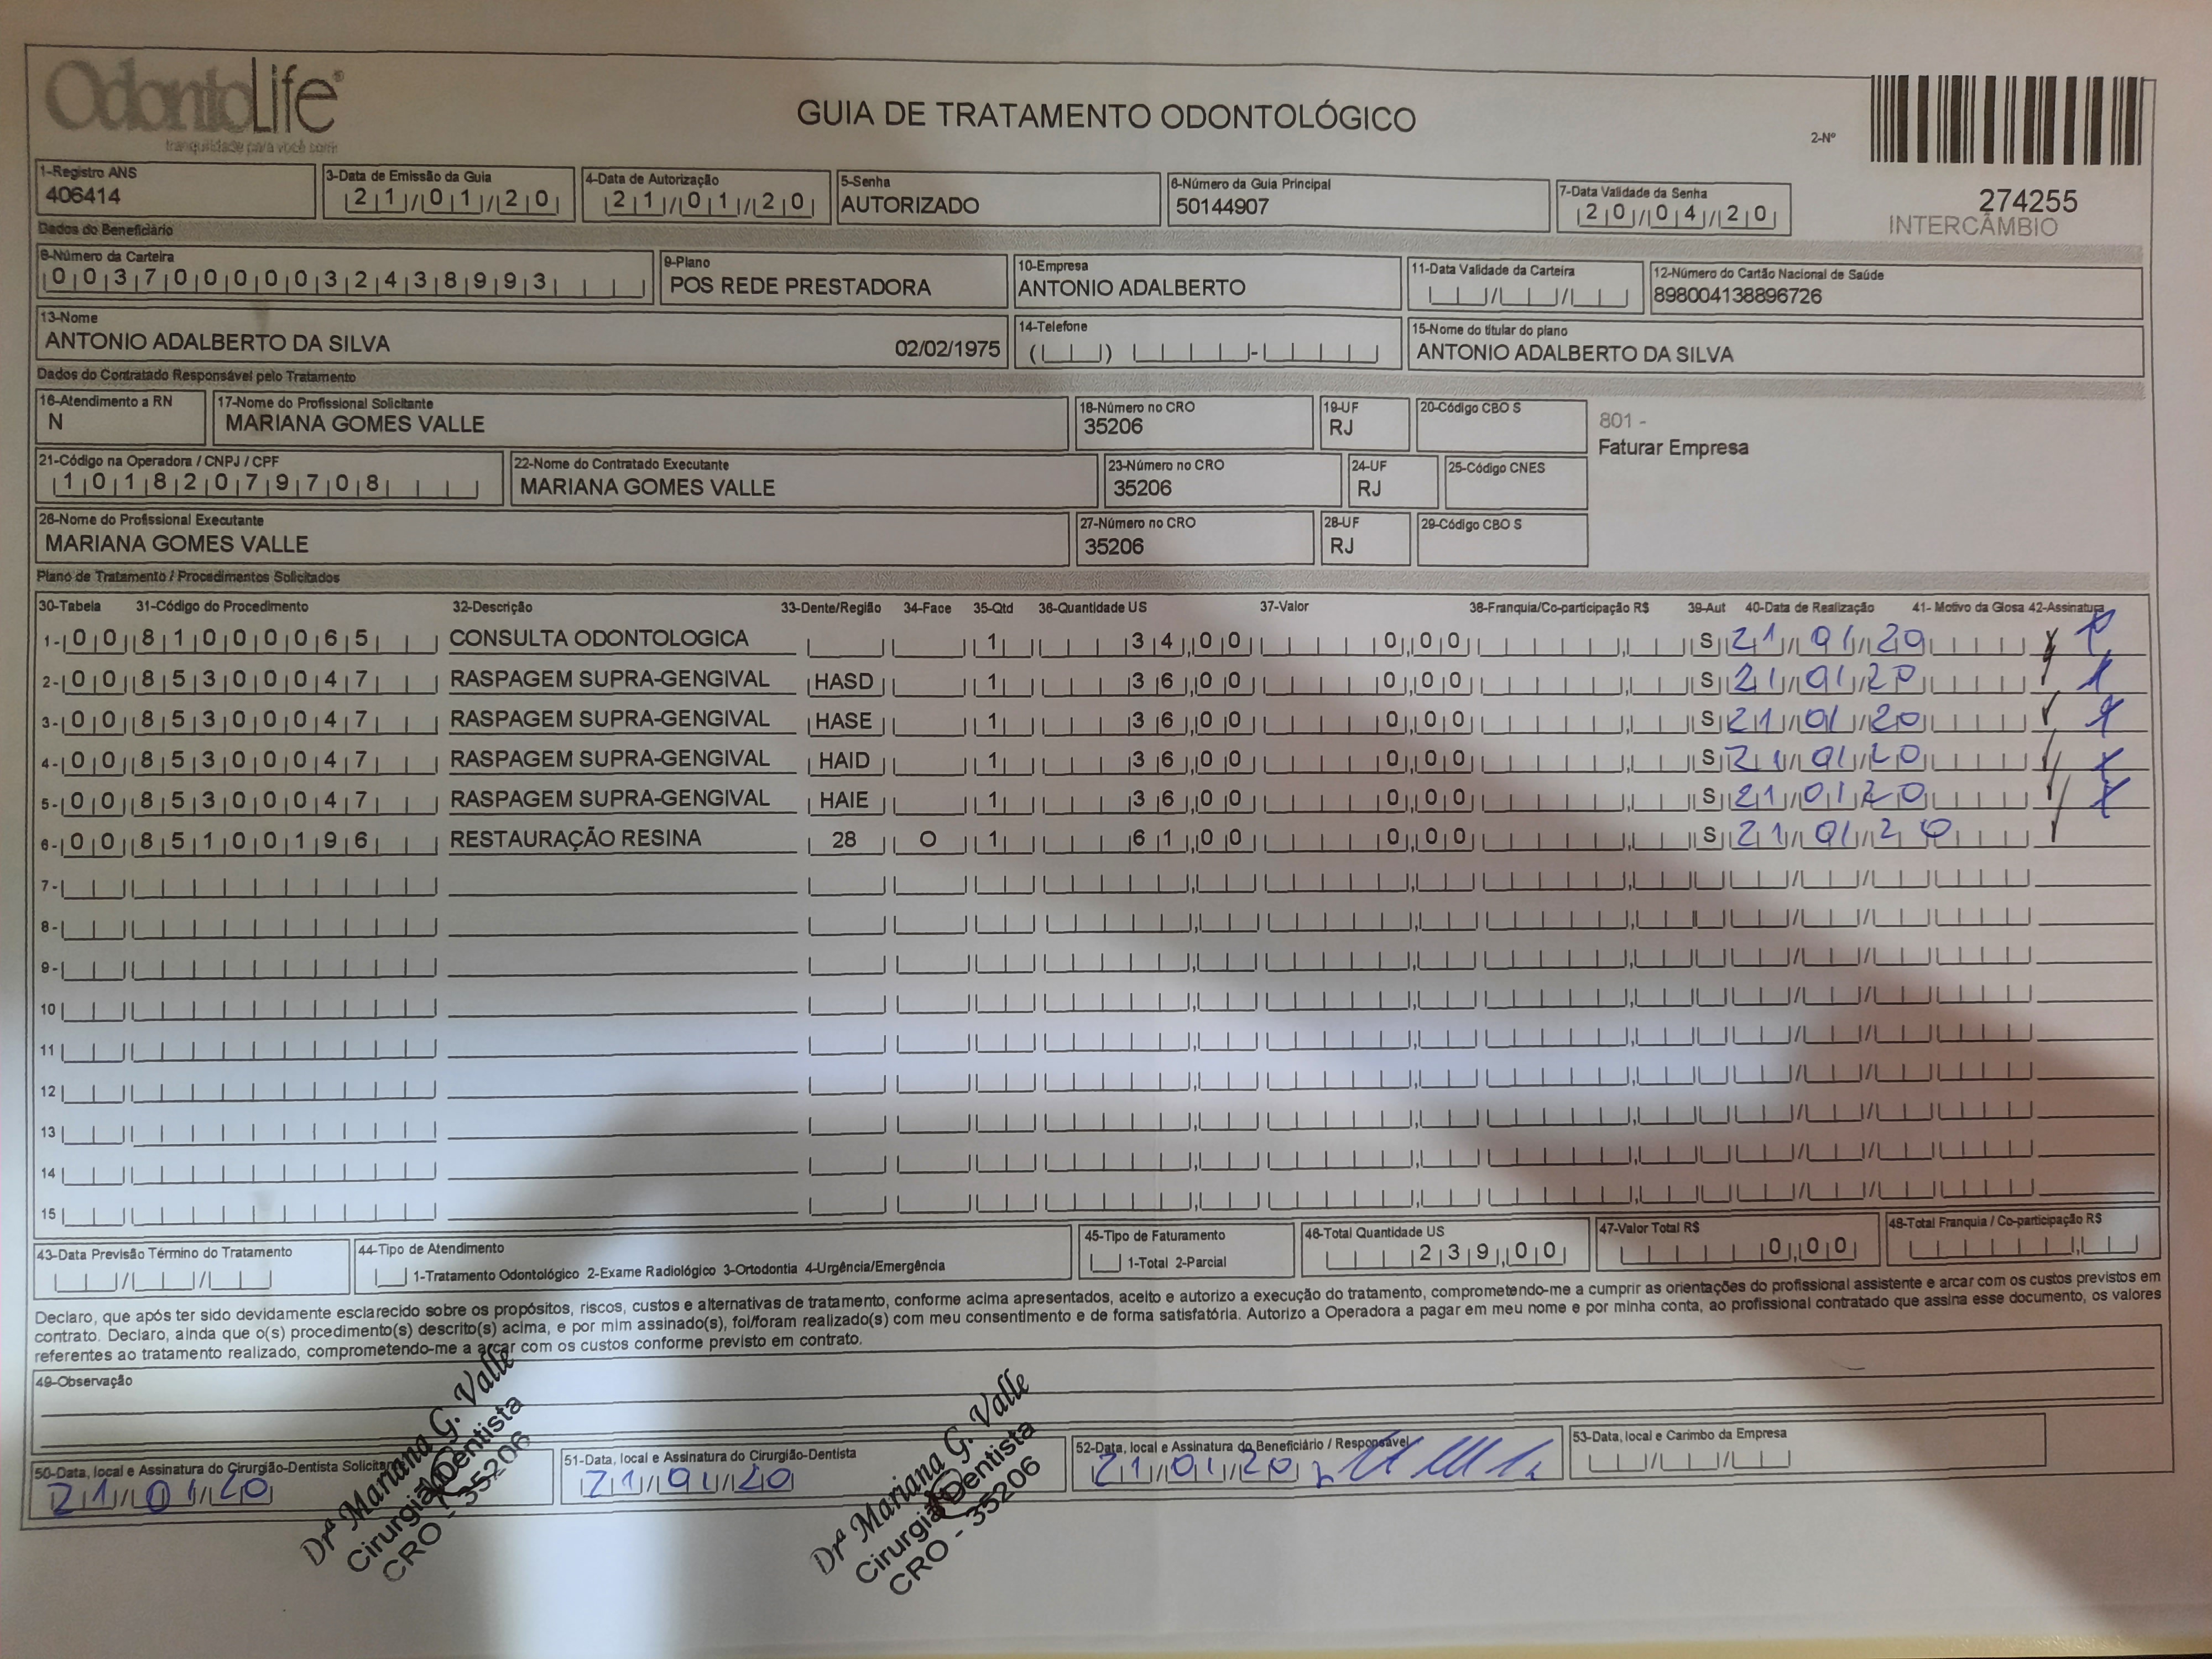 OdontoLife®
tranquilidade para você sorrir
GUIA DE TRATAMENTO ODONTOLÓGICO
2-Nº
274255
INTERCÂMBIO
1-Registro ANS
406414
3-Data de Emissão da Guia
21/01/20
4-Data de Autorização
21/01/20
5-Senha
AUTORIZADO
6-Número da Guia Principal
50144907
7-Data Validade da Senha
20/04/20
Dados do Beneficiário
8-Número da Carteira
00370000032438993
9-Plano
POS REDE PRESTADORA
10-Empresa
ANTONIO ADALBERTO
11-Data Validade da Carteira
12-Número do Cartão Nacional de Saúde
898004138896726
13-Nome
ANTONIO ADALBERTO DA SILVA 02/02/1975
14-Telefone
15-Nome do titular do plano
ANTONIO ADALBERTO DA SILVA
Dados do Contratado Responsável pelo Tratamento
16-Atendimento a RN
N
17-Nome do Profissional Solicitante
MARIANA GOMES VALLE
18-Número no CRO
35206
19-UF
RJ
20-Código CBO S
801 -
Faturar Empresa
21-Código na Operadora / CNPJ / CPF
10182079708
22-Nome do Contratado Executante
MARIANA GOMES VALLE
23-Número no CRO
35206
24-UF
RJ
25-Código CNES
26-Nome do Profissional Executante
MARIANA GOMES VALLE
27-Número no CRO
35206
28-UF
RJ
29-Código CBO S
Plano de Tratamento / Procedimentos Solicitados
30-Tabela 31-Código do Procedimento 32-Descrição 33-Dente/Região 34-Face 35-Qtd 36-Quantidade US 37-Valor 38-Franquia/Co-participação R$ 39-Aut 40-Data de Realização 41- Motivo da Glosa 42-Assinatura
1- 00 81000065 CONSULTA ODONTOLOGICA 1 34,00 0,00 S 21/01/20
2- 00 85300047 RASPAGEM SUPRA-GENGIVAL HASD 1 36,00 0,00 S 21/01/20
3- 00 85300047 RASPAGEM SUPRA-GENGIVAL HASE 1 36,00 0,00 S 21/01/20
4- 00 85300047 RASPAGEM SUPRA-GENGIVAL HAID 1 36,00 0,00 S 21/01/20
5- 00 85300047 RASPAGEM SUPRA-GENGIVAL HAIE 1 36,00 0,00 S 21/01/20
6- 00 85100196 RESTAURAÇÃO RESINA 28 O 1 61,00 0,00 S 21/01/20
7-
8-
9-
10
11
12
13
14
15
43-Data Previsão Término do Tratamento
44-Tipo de Atendimento
1-Tratamento Odontológico 2-Exame Radiológico 3-Ortodontia 4-Urgência/Emergência
45-Tipo de Faturamento
1-Total 2-Parcial
46-Total Quantidade US
239,00
47-Valor Total R$
0,00
48-Total Franquia / Co-participação R$
Declaro, que após ter sido devidamente esclarecido sobre os propósitos, riscos, custos e alternativas de tratamento, conforme acima apresentados, aceito e autorizo a execução do tratamento, comprometendo-me a cumprir as orientações do profissional assistente e arcar com os custos previstos em
contrato. Declaro, ainda que o(s) procedimento(s) descrito(s) acima, e por mim assinado(s), foi/foram realizado(s) com meu consentimento e de forma satisfatória. Autorizo a Operadora a pagar em meu nome e por minha conta, ao profissional contratado que assina esse documento, os valores
referentes ao tratamento realizado, comprometendo-me a arcar com os custos conforme previsto em contrato.
49-Observação
50-Data, local e Assinatura do Cirurgião-Dentista Solicitante
21/01/20
Drª Mariana G. Valle
Cirurgiã Dentista
CRO - 35206
51-Data, local e Assinatura do Cirurgião-Dentista
21/01/20
Drª Mariana G. Valle
Cirurgiã Dentista
CRO - 35206
52-Data, local e Assinatura do Beneficiário / Responsável
21/01/20
53-Data, local e Carimbo da Empresa